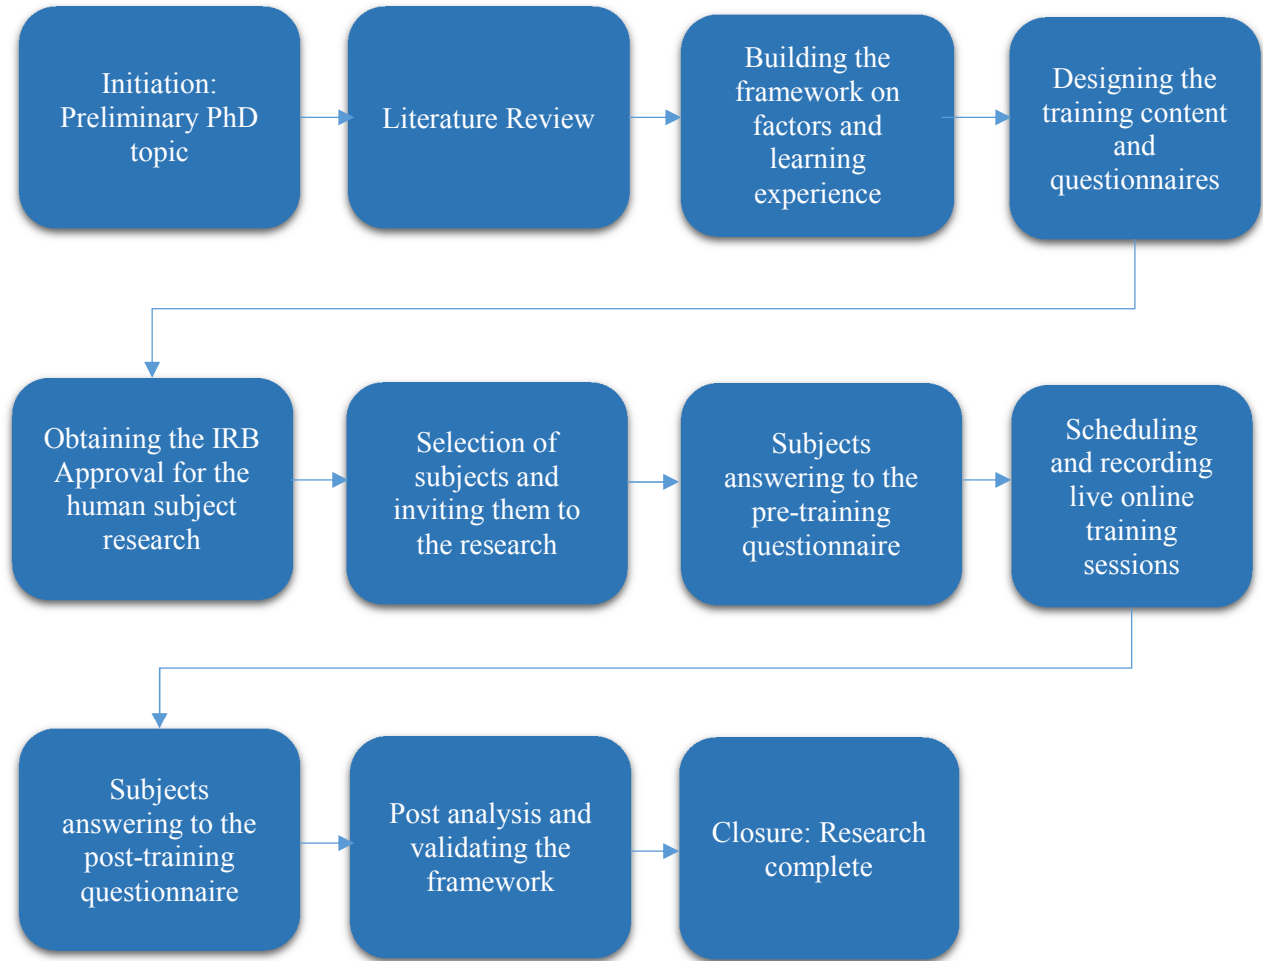 Initiation:
Preliminary PhD
topic
Literature Review
Building the
framework on
factors and
learning
experience
Designing the
training content
and
questionnaires
Obtaining the IRB
Approval for the
human subject
research
Selection of
subjects and
inviting them to
the research
Subjects
answering to the
pre-training
questionnaire
Scheduling
and recording
live online
training
sessions
Subjects
answering to the
post-training
questionnaire
Post analysis and
validating the
framework
Closure: Research
complete